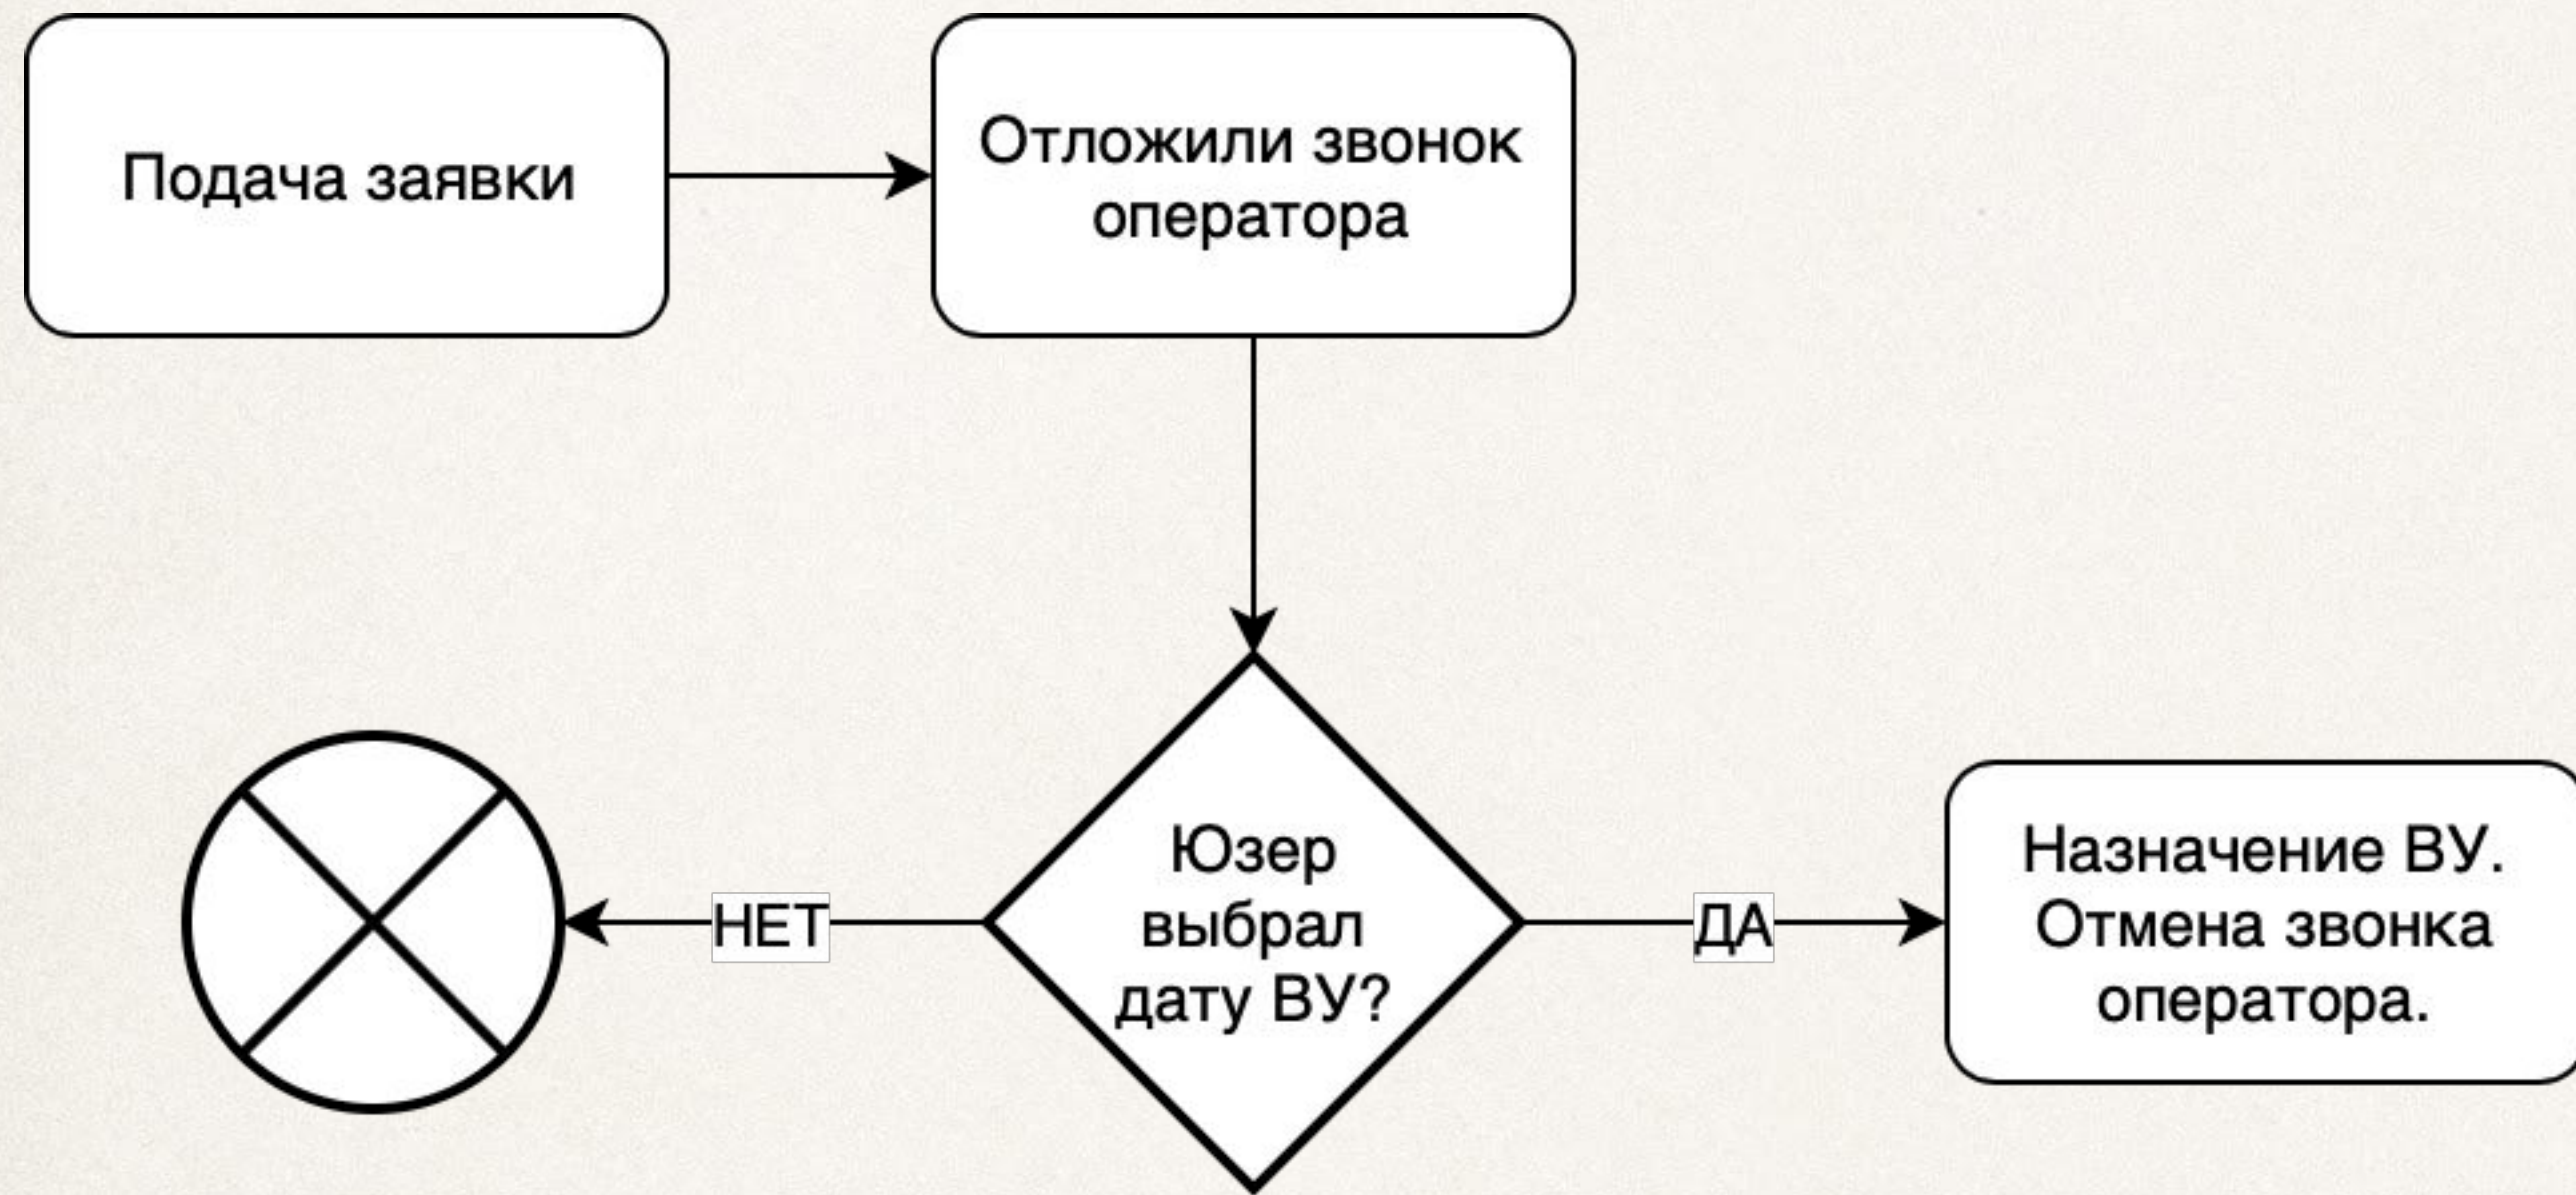 Подача заявки
Отложили звонок
оператора
Юзер
выбрал
дату ВУ?
НЕТ
ДА
Назначение ВУ.
Отмена звонка
оператора.